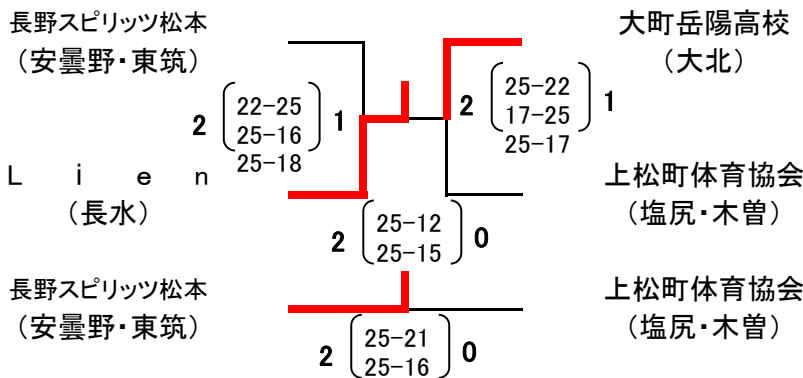 長野スピリッツ松本
（安曇野・東筑）
大町岳陽高校
（大北）
2
22-25
25-16
25-18
1
2
25-22
17-25
25-17
1
Ｌｉｅｎ
（長水）
上松町体育協会
（塩尻・木曽）
2
25-12
25-15
0
長野スピリッツ松本
（安曇野・東筑）
上松町体育協会
（塩尻・木曽）
2
25-21
25-16
0